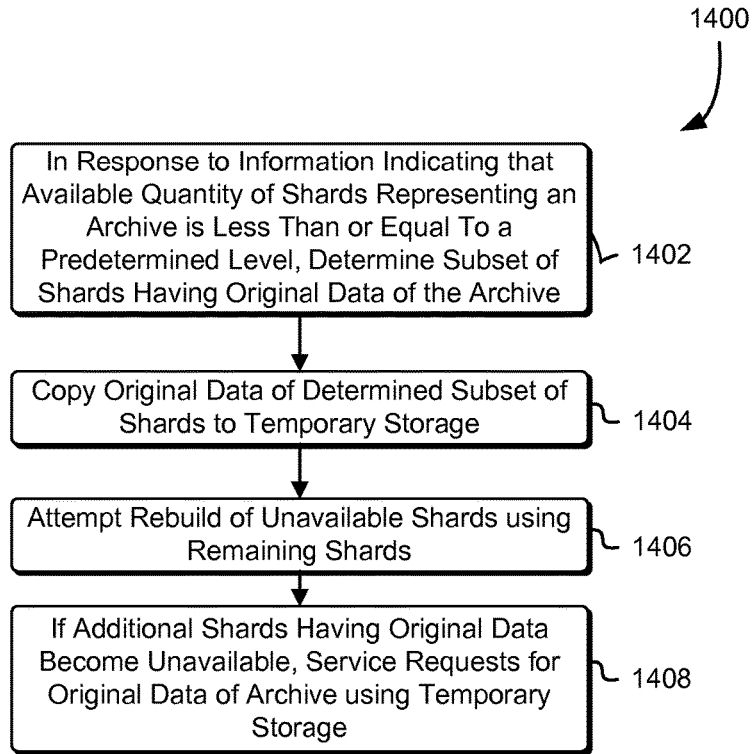 1400
In Response to Information Indicating that
Available Quantity of Shards Representing an
Archive is Less Than or Equal To a
Predetermined Level, Determine Subset of
Shards Having Original Data of the Archive
1402
Copy Original Data of Determined Subset of
Shards to Temporary Storage
1404
Attempt Rebuild of Unavailable Shards using
Remaining Shards
1406
If Additional Shards Having Original Data
Become Unavailable, Service Requests for
Original Data of Archive using Temporary
Storage
1408